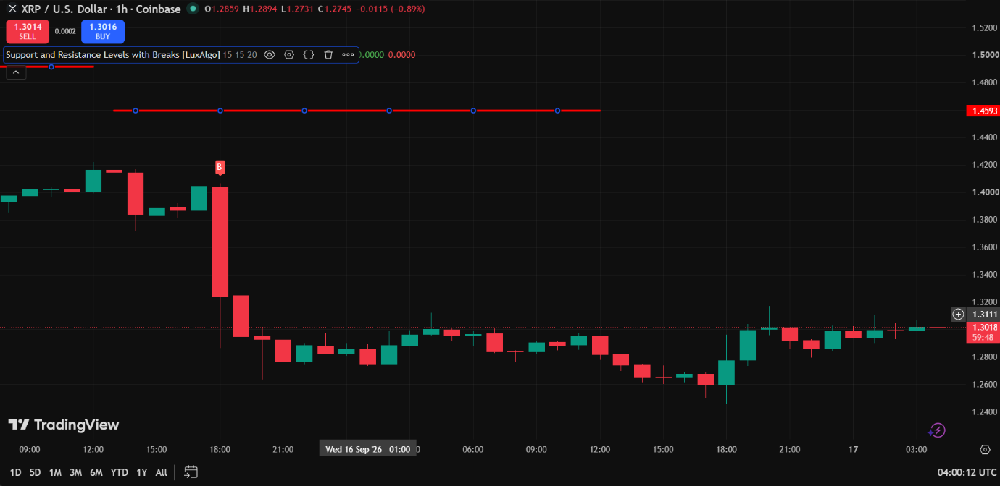 XRP / U.S. Dollar · 1h · Coinbase O1.2859 H1.2894 L1.2731 C1.2745 −0.0115 (−0.89%)
1.3014 SELL
0.0002
1.3016 BUY
Support and Resistance Levels with Breaks [LuxAlgo] 15 15 20 0.0000 0.0000
B
1.5200
1.5000
1.4800
1.4593
1.4400
1.4200
1.4000
1.3800
1.3600
1.3400
1.3200
1.3111
1.3018
59:48
1.2800
1.2600
1.2400
TradingView
09:00 12:00 15:00 18:00 21:00 Wed 16 Sep '26 01:00 06:00 09:00 12:00 15:00 18:00 21:00 17 03:00
1D 5D 1M 3M 6M YTD 1Y All 04:00:12 UTC